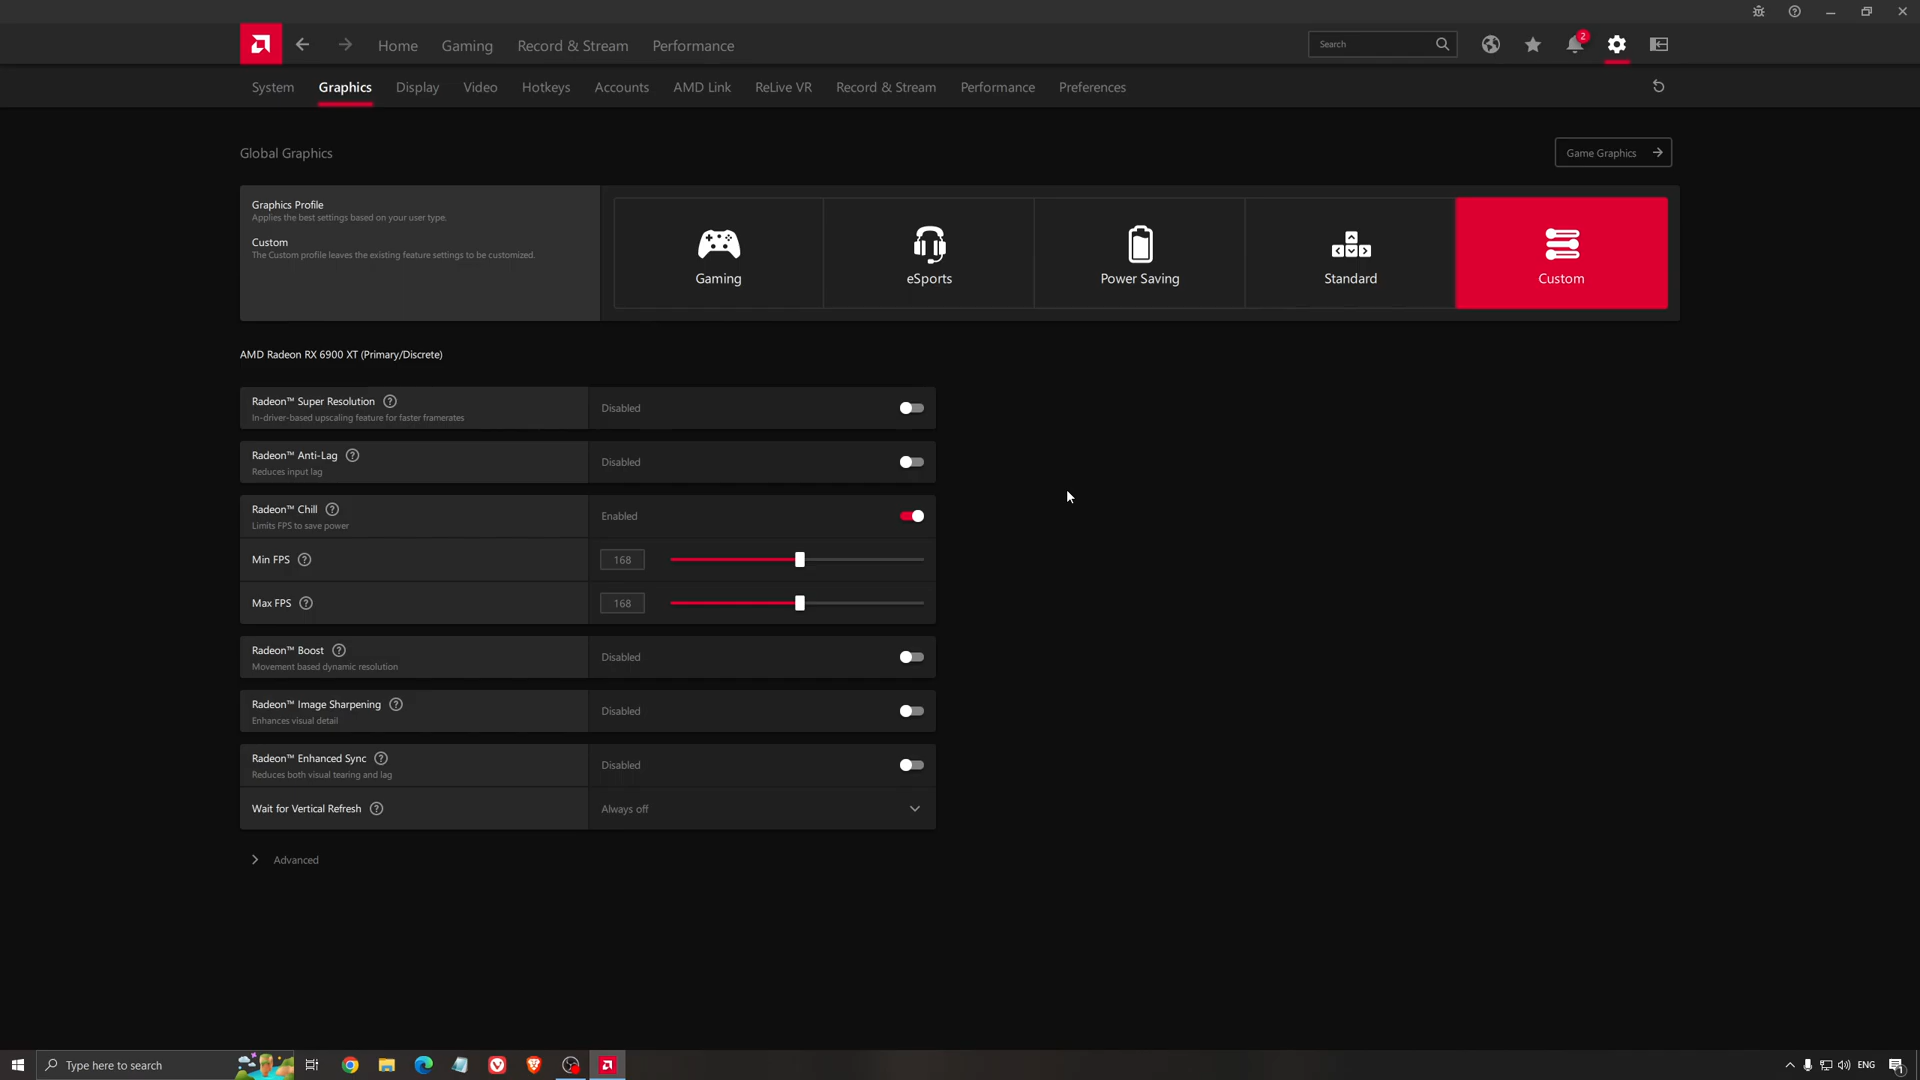 Home Gaming Record & Stream Performance Search 2
System Graphics Display Video Hotkeys Accounts AMD Link ReLive VR Record & Stream Performance Preferences
Global Graphics
Game Graphics
Graphics Profile
Applies the best settings based on your user type.
Custom
The Custom profile leaves the existing feature settings to be customized.
Gaming eSports Power Saving Standard Custom
AMD Radeon RX 6900 XT (Primary/Discrete)
Radeon™ Super Resolution ?
In-driver-based upscaling feature for faster framerates
Disabled
Radeon™ Anti-Lag ?
Reduces input lag
Disabled
Radeon™ Chill ?
Limits FPS to save power
Enabled
Min FPS ? 168
Max FPS ? 168
Radeon™ Boost ?
Movement based dynamic resolution
Disabled
Radeon™ Image Sharpening ?
Enhances visual detail
Disabled
Radeon™ Enhanced Sync ?
Reduces both visual tearing and lag
Disabled
Wait for Vertical Refresh ? Always off
Advanced
Type here to search ENG 1